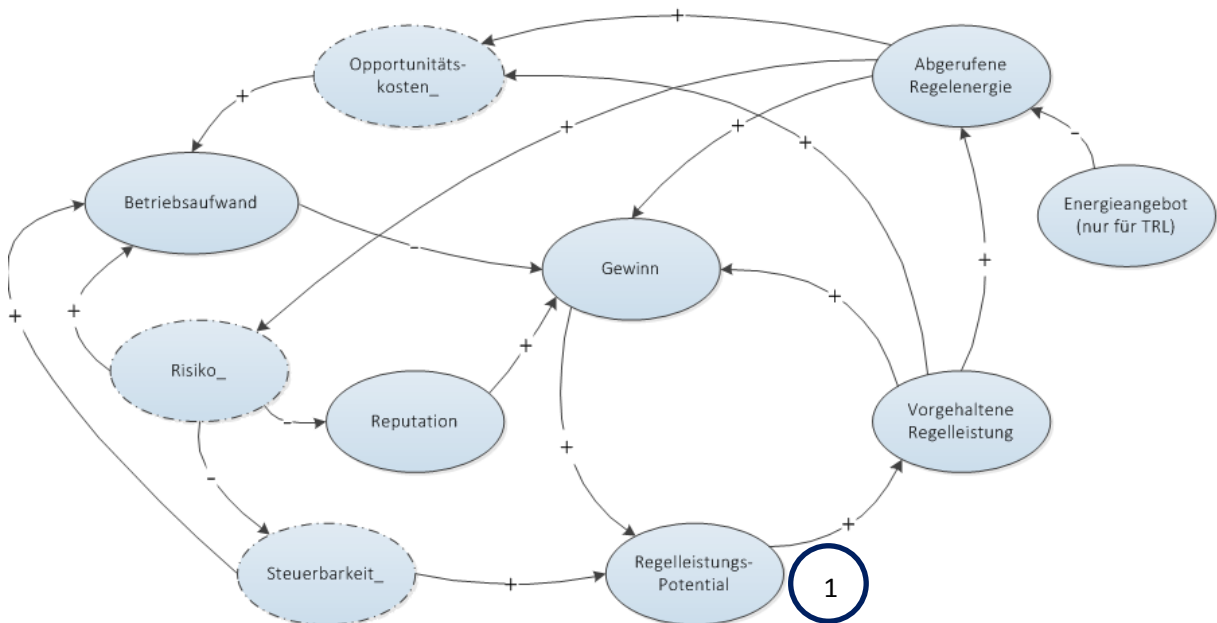 +
Opportunitäts-
kosten_
Abgerufene
Regelenergie
+
+
+
+
-
Betriebsaufwand
Energieangebot
(nur für TRL)
-
Gewinn
+
+
+
+
Risiko_
+
Reputation
-
Vorgehaltene
Regelleistung
+
-
+
Steuerbarkeit_
+
Regelleistungs-
Potential
1